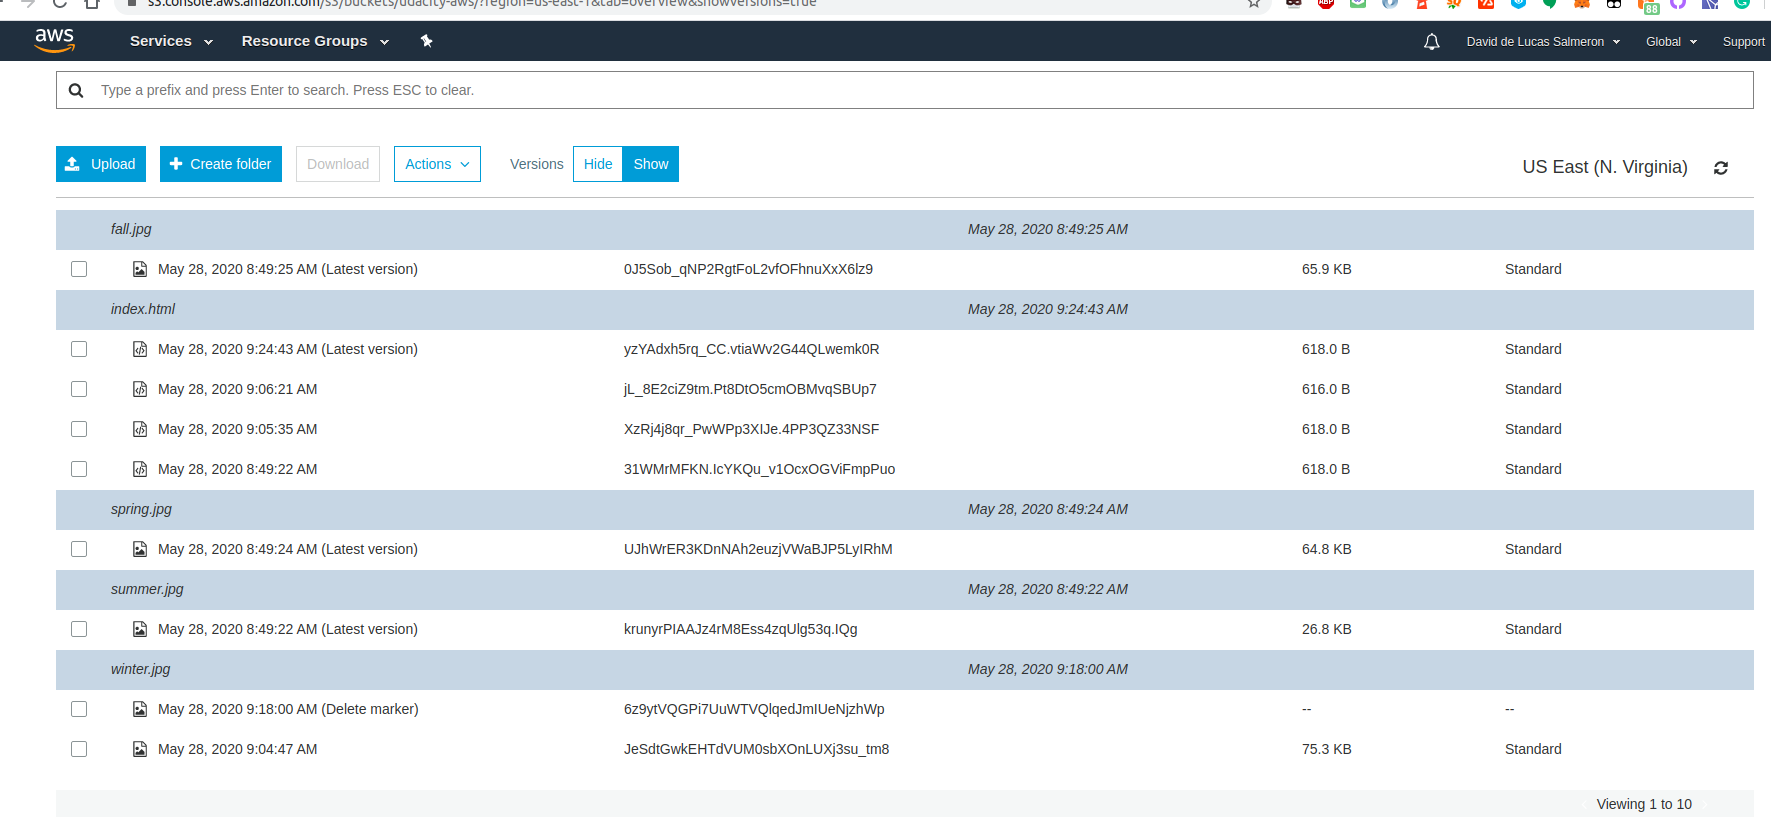 s3.console.aws.amazon.com/s3/buckets/udacity-aws/?region=us-east-1&tab=overview&showversions=true
88
aws Services Resource Groups David de Lucas Salmeron Global Support
Type a prefix and press Enter to search. Press ESC to clear.
Upload Create folder Download Actions Versions Hide Show US East (N. Virginia)
fall.jpg May 28, 2020 8:49:25 AM
May 28, 2020 8:49:25 AM (Latest version) 0J5Sob_qNP2RgtFoL2vfOFhnuXxX6lz9 65.9 KB Standard
index.html May 28, 2020 9:24:43 AM
May 28, 2020 9:24:43 AM (Latest version) yzYAdxh5rq_CC.vtiaWv2G44QLwemk0R 618.0 B Standard
May 28, 2020 9:06:21 AM jL_8E2ciZ9tm.Pt8DtO5cmOBMvqSBUp7 616.0 B Standard
May 28, 2020 9:05:35 AM XzRj4j8qr_PwWPp3XIJe.4PP3QZ33NSF 618.0 B Standard
May 28, 2020 8:49:22 AM 31WMrMFKN.IcYKQu_v1OcxOGViFmpPuo 618.0 B Standard
spring.jpg May 28, 2020 8:49:24 AM
May 28, 2020 8:49:24 AM (Latest version) UJhWrER3KDnNAh2euzjVWaBJP5LyIRhM 64.8 KB Standard
summer.jpg May 28, 2020 8:49:22 AM
May 28, 2020 8:49:22 AM (Latest version) krunyrPIAAJz4rM8Ess4zqUlg53q.IQg 26.8 KB Standard
winter.jpg May 28, 2020 9:18:00 AM
May 28, 2020 9:18:00 AM (Delete marker) 6z9ytVQGPi7UuWTVQlqedJmIUeNjzhWp -- --
May 28, 2020 9:04:47 AM JeSdtGwkEHTdVUM0sbXOnLUXj3su_tm8 75.3 KB Standard
Viewing 1 to 10